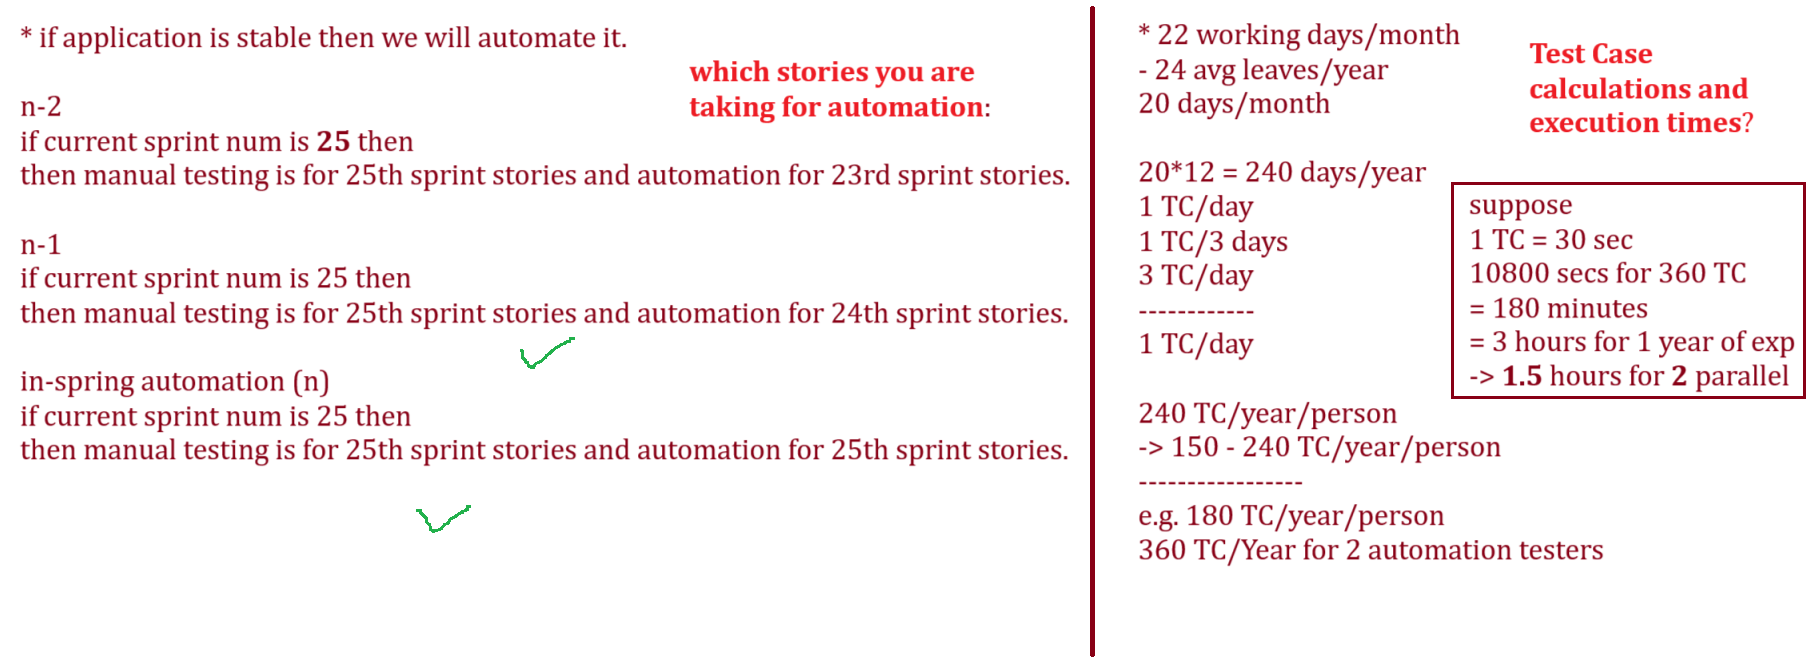 * if application is stable then we will automate it.
which stories you are
taking for automation:
n-2
if current sprint num is 25 then
then manual testing is for 25th sprint stories and automation for 23rd sprint stories.
n-1
if current sprint num is 25 then
then manual testing is for 25th sprint stories and automation for 24th sprint stories.
in-spring automation (n)
if current sprint num is 25 then
then manual testing is for 25th sprint stories and automation for 25th sprint stories.
* 22 working days/month
- 24 avg leaves/year
20 days/month
Test Case
calculations and
execution times?
20*12 = 240 days/year
1 TC/day
1 TC/3 days
3 TC/day
------------
1 TC/day
240 TC/year/person
-> 150 - 240 TC/year/person
-----------------
e.g. 180 TC/year/person
360 TC/Year for 2 automation testers
suppose
1 TC = 30 sec
10800 secs for 360 TC
= 180 minutes
= 3 hours for 1 year of exp
-> 1.5 hours for 2 parallel